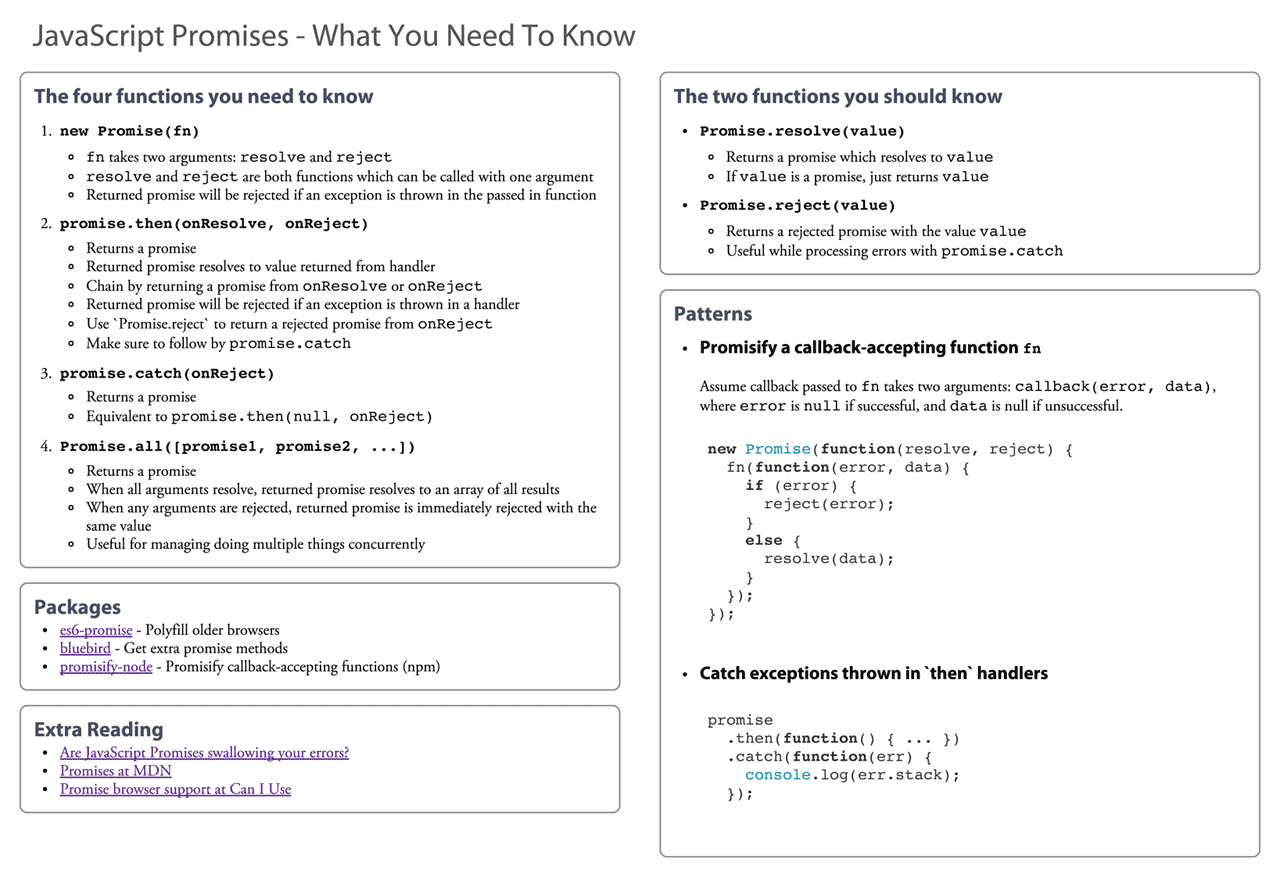 JavaScript Promises - What You Need To Know
The four functions you need to know
1. new Promise(fn)
fn takes two arguments: resolve and reject
resolve and reject are both functions which can be called with one argument
Returned promise will be rejected if an exception is thrown in the passed in function
2. promise.then(onResolve, onReject)
Returns a promise
Returned promise resolves to value returned from handler
Chain by returning a promise from onResolve or onReject
Returned promise will be rejected if an exception is thrown in a handler
Use `Promise.reject` to return a rejected promise from onReject
Make sure to follow by promise.catch
3. promise.catch(onReject)
Returns a promise
Equivalent to promise.then(null, onReject)
4. Promise.all([promise1, promise2, ...])
Returns a promise
When all arguments resolve, returned promise resolves to an array of all results
When any arguments are rejected, returned promise is immediately rejected with the
same value
Useful for managing doing multiple things concurrently
Packages
es6-promise - Polyfill older browsers
bluebird - Get extra promise methods
promisify-node - Promisify callback-accepting functions (npm)
Extra Reading
Are JavaScript Promises swallowing your errors?
Promises at MDN
Promise browser support at Can I Use
The two functions you should know
Promise.resolve(value)
Returns a promise which resolves to value
If value is a promise, just returns value
Promise.reject(value)
Returns a rejected promise with the value value
Useful while processing errors with promise.catch
Patterns
Promisify a callback-accepting function fn
Assume callback passed to fn takes two arguments: callback(error, data),
where error is null if successful, and data is null if unsuccessful.
new Promise(function(resolve, reject) {
  fn(function(error, data) {
    if (error) {
      reject(error);
    }
    else {
      resolve(data);
    }
  });
});
Catch exceptions thrown in `then` handlers
promise
  .then(function() { ... })
  .catch(function(err) {
    console.log(err.stack);
  });